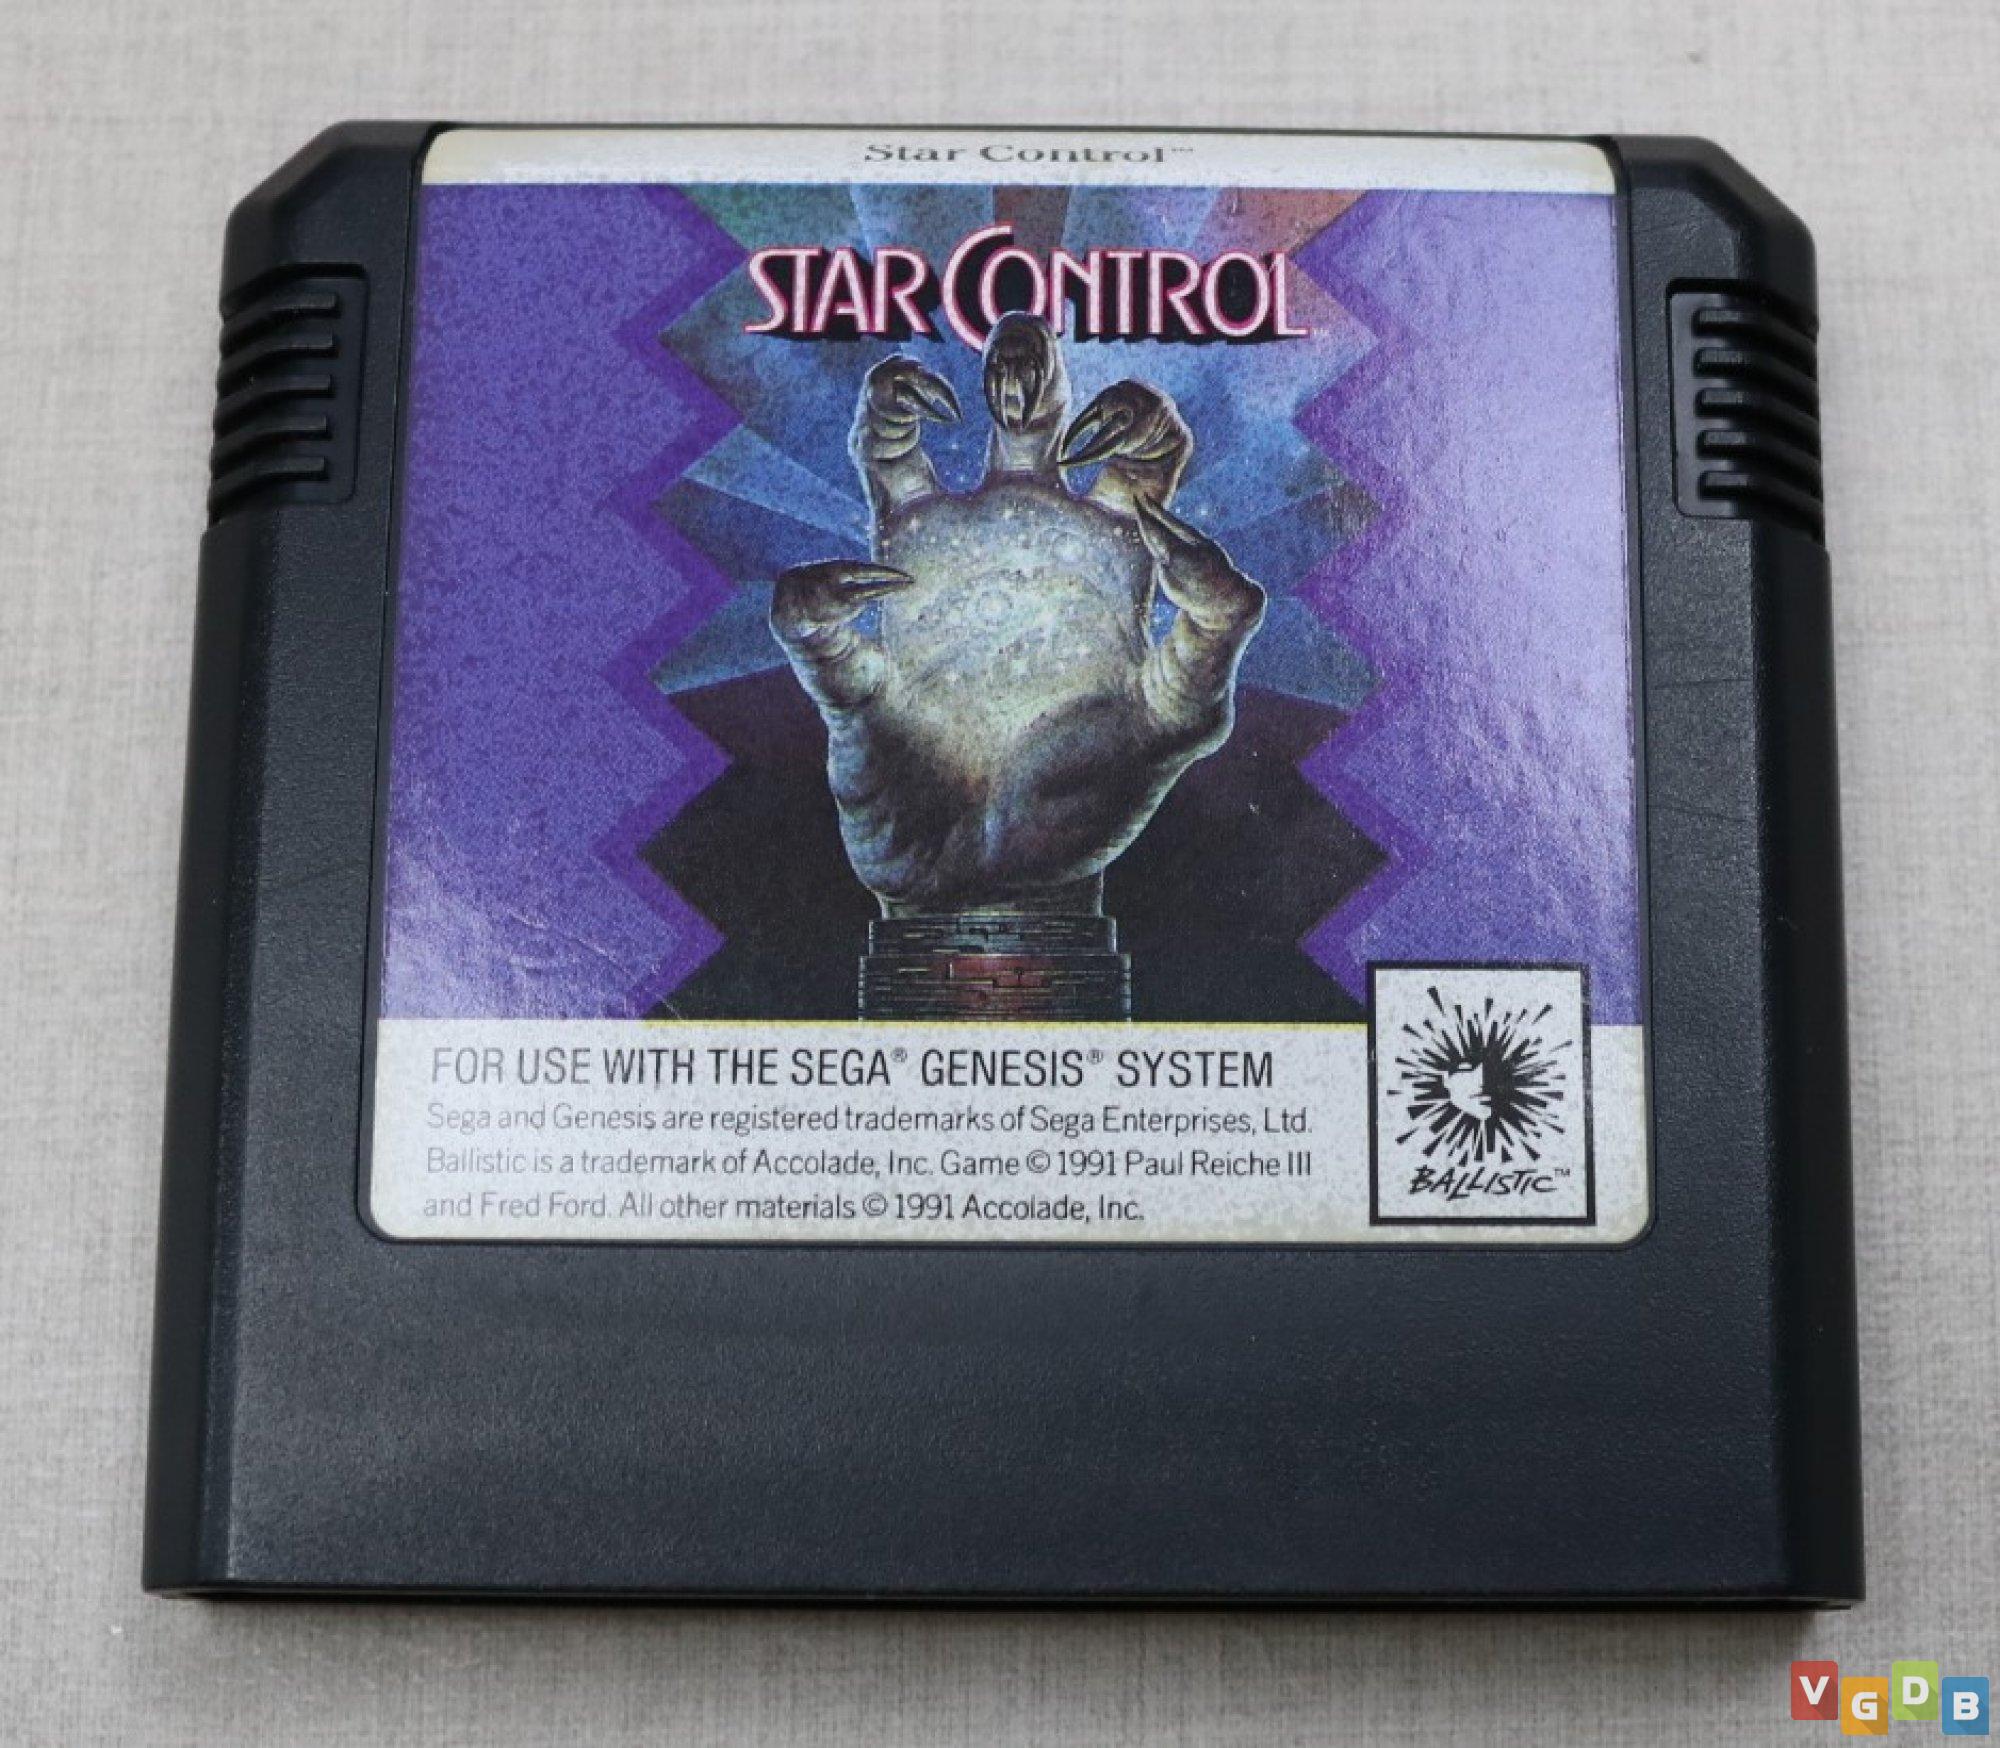 Star Control™
STAR CONTROL™
FOR USE WITH THE SEGA® GENESIS® SYSTEM
Sega and Genesis are registered trademarks of Sega Enterprises, Ltd.
Ballistic is a trademark of Accolade, Inc. Game © 1991 Paul Reiche III
and Fred Ford. All other materials © 1991 Accolade, Inc.
BALLISTIC™
VGDB